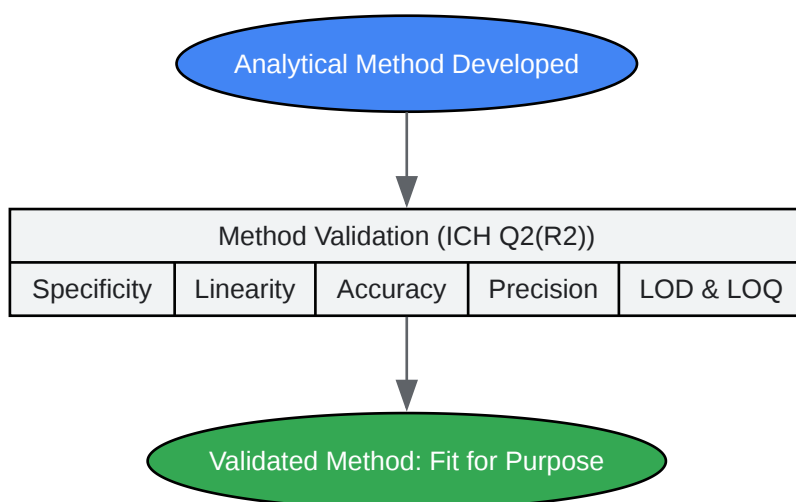 Analytical Method Developed
Method Validation (ICH Q2(R2))
Specificity Linearity Accuracy Precision LOD & LOQ
Validated Method: Fit for Purpose